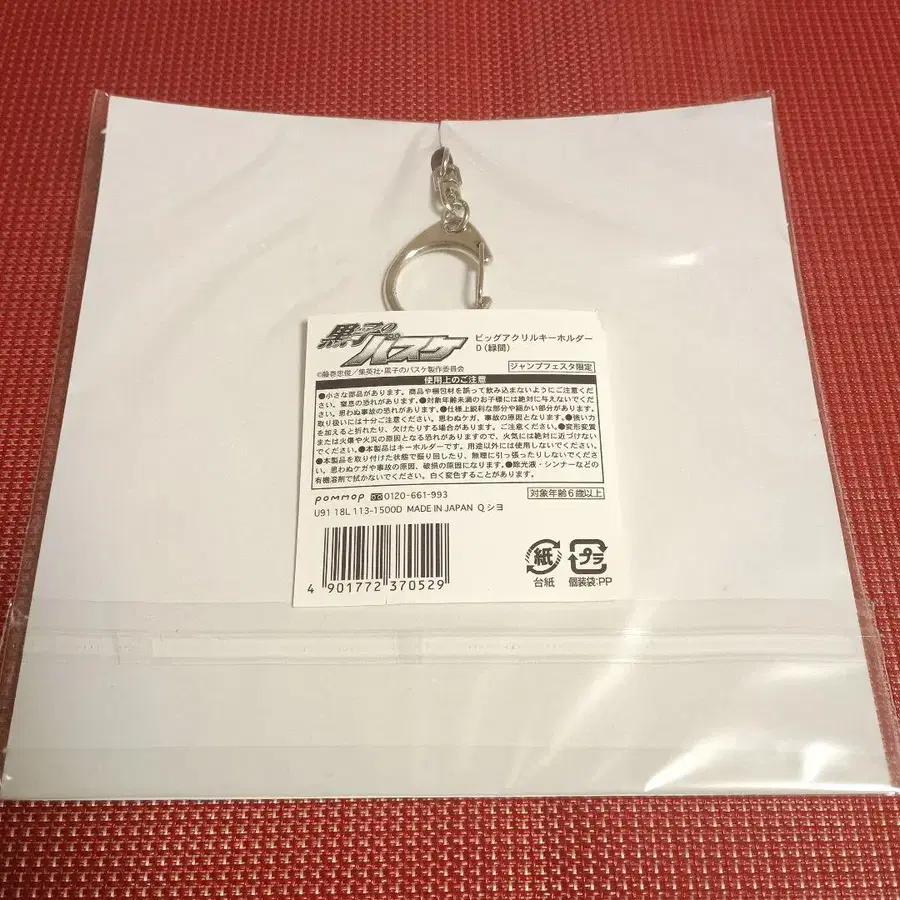 黒子のバスケ
ビッグアクリルキーホルダー
D(緑間)
©藤巻忠俊/集英社・黒子のバスケ製作委員会
ジャンプフェスタ限定
使用上のご注意
●小さな部品があります。商品や梱包材を誤って飲み込まないようにご注意くだ
さい。窒息の恐れがあります。●対象年齢未満のお子様には絶対に与えないでくだ
さい。思わぬ事故の恐れがあります。●仕様上鋭利な部分や細かい部分があります。
取り扱いには十分ご注意ください。思わぬケガ、事故の原因となります。●強い力
を加えると折れたり、欠けたりする場合があります。ご注意ください。●変形変質
または火爆や火災の原因となる恐れがありますので、火気には絶対に近づけない
でください。●本製品はキーホルダーです。用途以外には使用しないでください。
●本製品を取り付けた状態で振り回したり、無理に引っ張ったりしないでくださ
い。思わぬケガや事故の原因、破損の原因になります。●除光液・シンナーなどの
有機溶剤で拭かないでください。白く変色することがあります。
pommop 0120-661-993
対象年齢6歳以上
U91 18L 113-1500D MADE IN JAPAN Qシヨ
4 901772 370529
紙
台紙
プラ
個装袋:PP